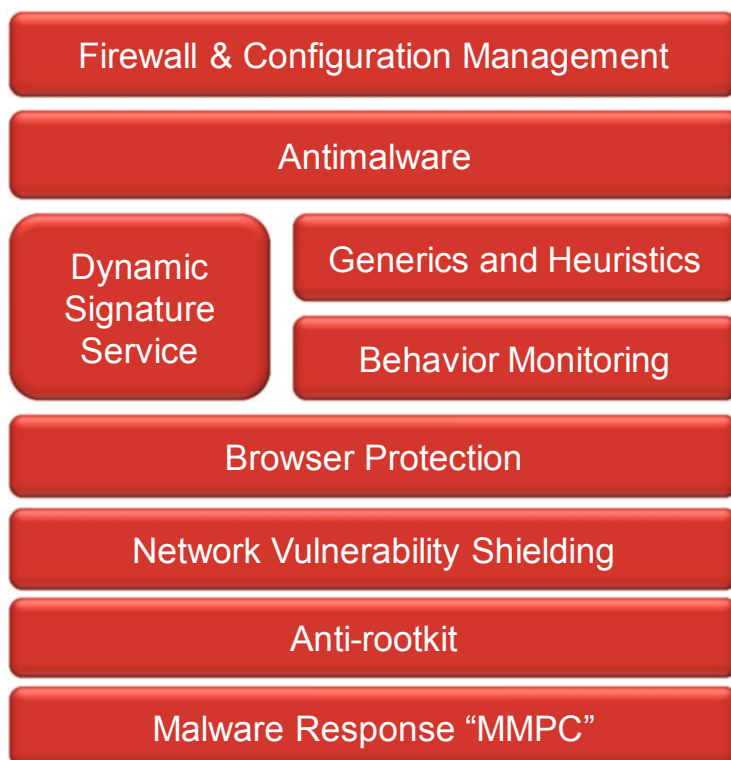 Firewall & Configuration Management
Antimalware
Dynamic
Signature
Service
Generics and Heuristics
Behavior Monitoring
Browser Protection
Network Vulnerability Shielding
Anti-rootkit
Malware Response “MMPC”